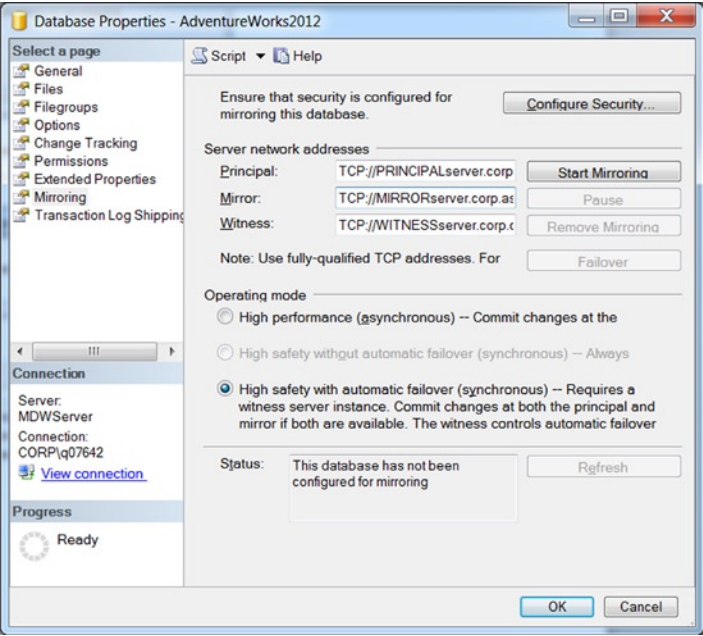 Database Properties - AdventureWorks2012
Select a page
General
Files
Filegroups
Options
Change Tracking
Permissions
Extended Properties
Mirroring
Transaction Log Shipping
Script
Help
Ensure that security is configured for
mirroring this database.
Configure Security...
Server network addresses
Principal:
TCP://PRINCIPALserver.corp
Start Mirroring
Mirror:
TCP://MIRRORserver.corp.as
Pause
Witness:
TCP://WITNESSserver.corp.c
Remove Mirroring
Note: Use fully-qualified TCP addresses. For
Failover
Operating mode
High performance (asynchronous) -- Commit changes at the
High safety without automatic failover (synchronous) -- Always
High safety with automatic failover (synchronous) -- Requires a
witness server instance. Commit changes at both the principal and
mirror if both are available. The witness controls automatic failover
Status:
This database has not been
configured for mirroring
Refresh
Connection
Server:
MDWServer
Connection:
CORP\q07642
View connection
Progress
Ready
OK
Cancel